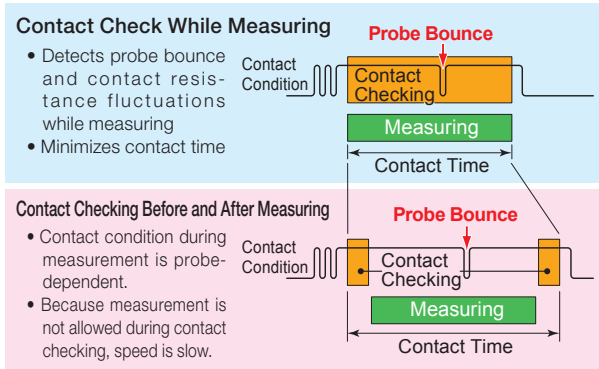 Contact Check While Measuring
• Detects probe bounce
and contact resis-
tance fluctuations
while measuring
• Minimizes contact time
Probe Bounce
Contact
Condition
Contact
Checking
Measuring
Contact Time
Contact Checking Before and After Measuring
• Contact condition during
measurement is probe-
dependent.
• Because measurement is
not allowed during contact
checking, speed is slow.
Probe Bounce
Contact
Condition
Contact
Checking
Measuring
Contact Time